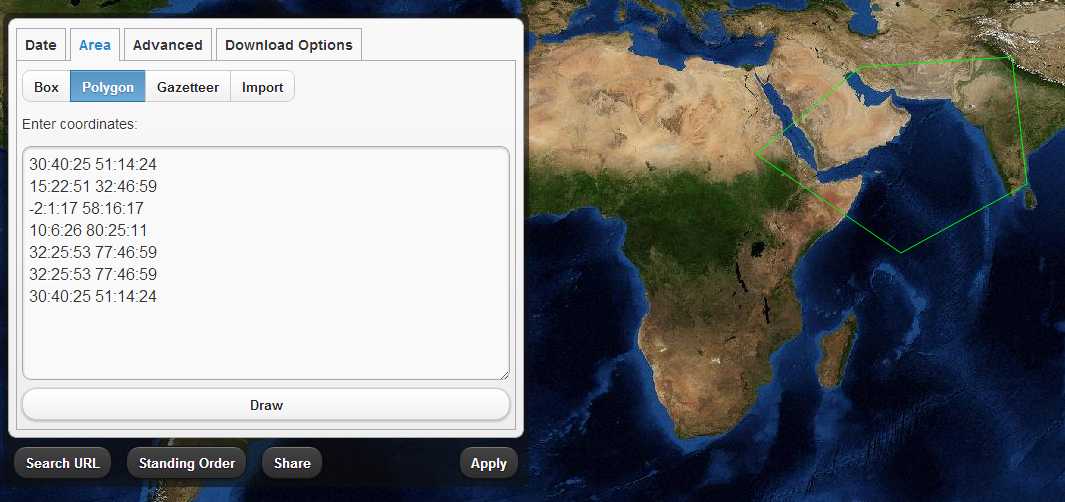 Date Area Advanced Download Options
Box Polygon Gazetteer Import
Enter coordinates:
30:40:25 51:14:24
15:22:51 32:46:59
-2:1:17 58:16:17
10:6:26 80:25:11
32:25:53 77:46:59
32:25:53 77:46:59
30:40:25 51:14:24
Draw
Search URL Standing Order Share Apply